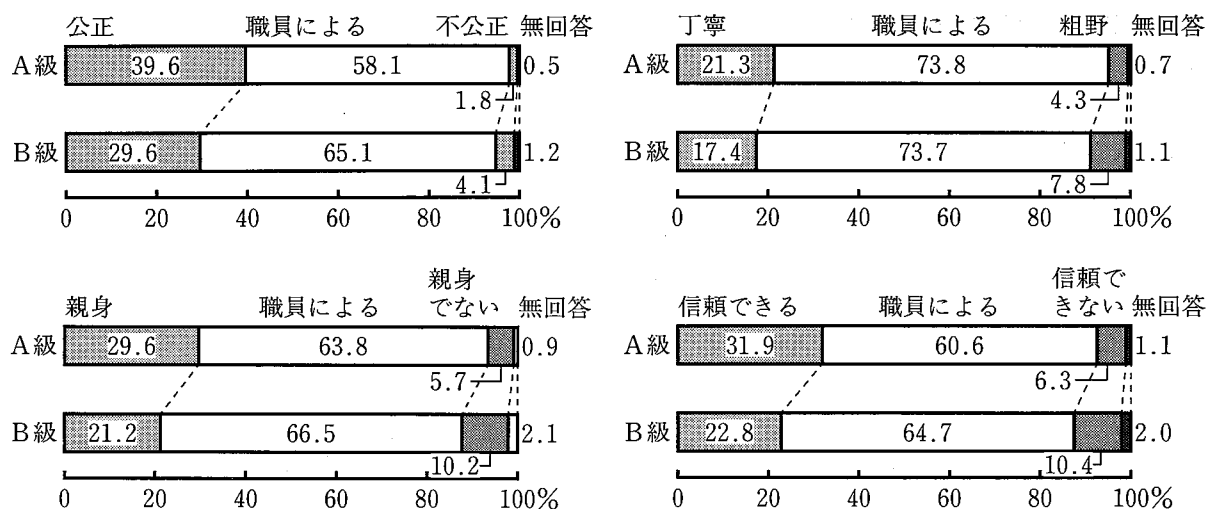 公正 職員による 不公正 無回答
A級 39.6 58.1 0.5
1.8
B級 29.6 65.1 1.2
4.1
0 20 40 60 80 100%
丁寧 職員による 粗野 無回答
A級 21.3 73.8 0.7
4.3
B級 17.4 73.7 1.1
7.8
0 20 40 60 80 100%
親身 職員による 親身でない 無回答
A級 29.6 63.8 0.9
5.7
B級 21.2 66.5 2.1
10.2
0 20 40 60 80 100%
信頼できる 職員による 信頼できない 無回答
A級 31.9 60.6 1.1
6.3
B級 22.8 64.7 2.0
10.4
0 20 40 60 80 100%